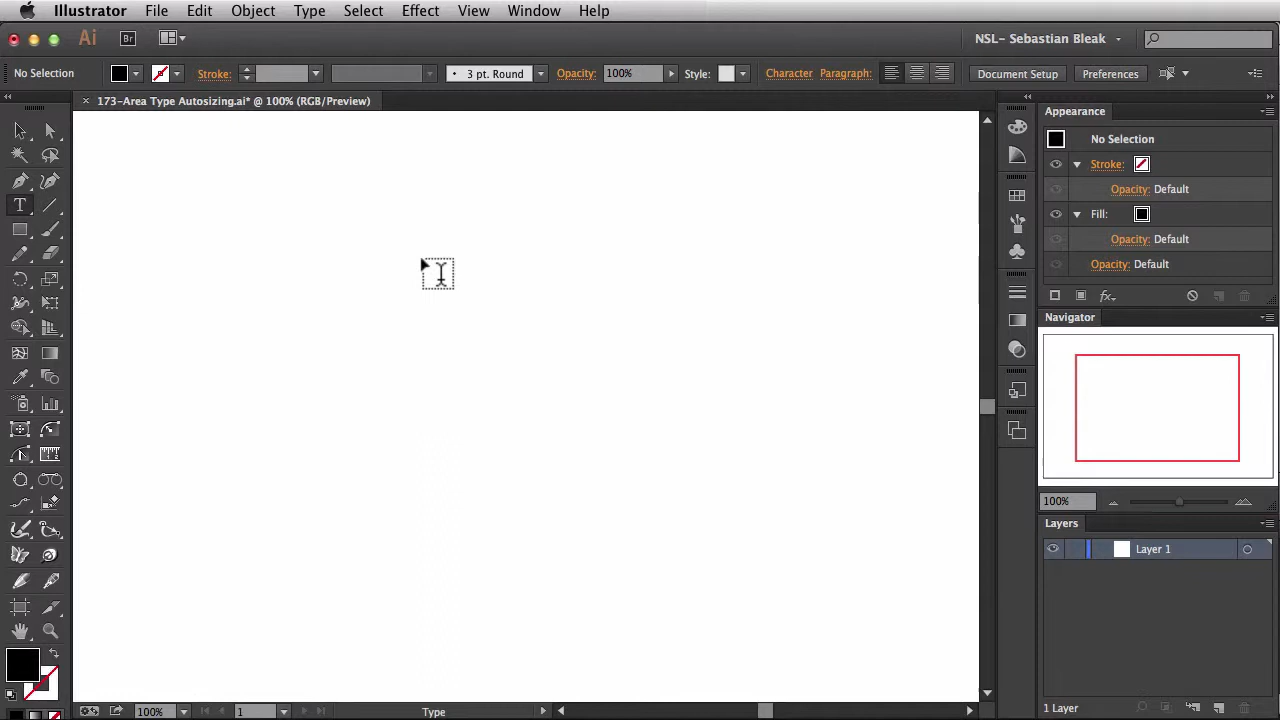 Illustrator File Edit Object Type Select Effect View Window Help
Ai Br NSL- Sebastian Bleak
No Selection Stroke: 3 pt. Round Opacity: 100% Style: Character Paragraph: Document Setup Preferences
× 173-Area Type Autosizing.ai* @ 100% (RGB/Preview)
Appearance
No Selection
Stroke:
Opacity: Default
Fill:
Opacity: Default
Opacity: Default
fx
Navigator
100%
Layers
Layer 1
1 Layer
100% 1 Type